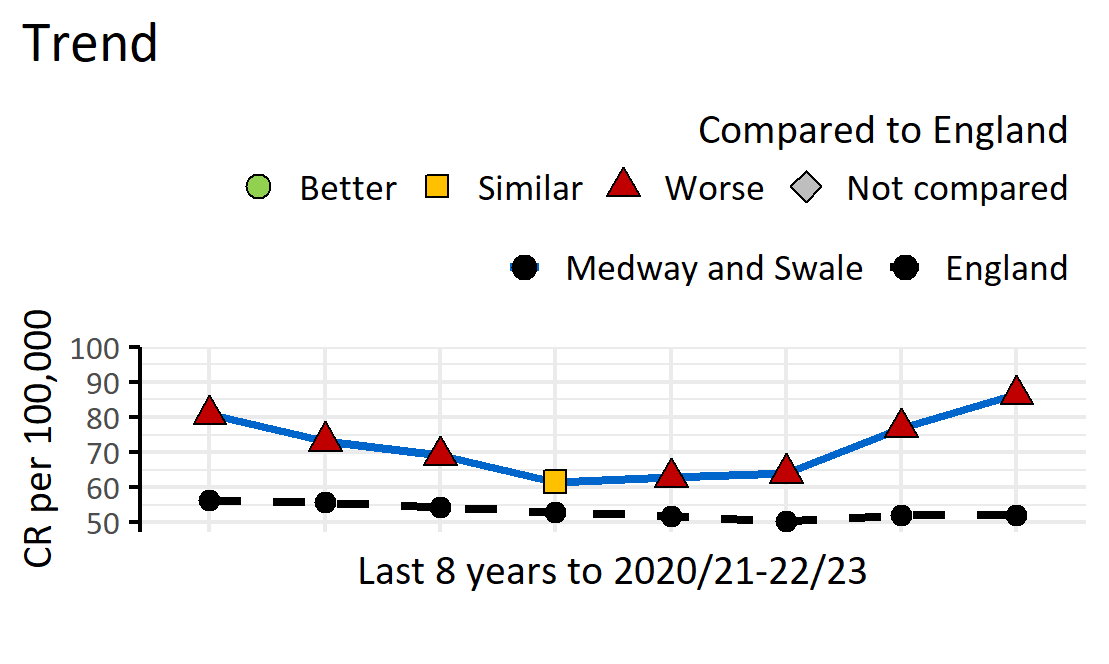 Trend
Compared to England
Better Similar Worse Not compared
Medway and Swale England
CR per 100,000
100
90
80
70
60
50
Last 8 years to 2020/21-22/23